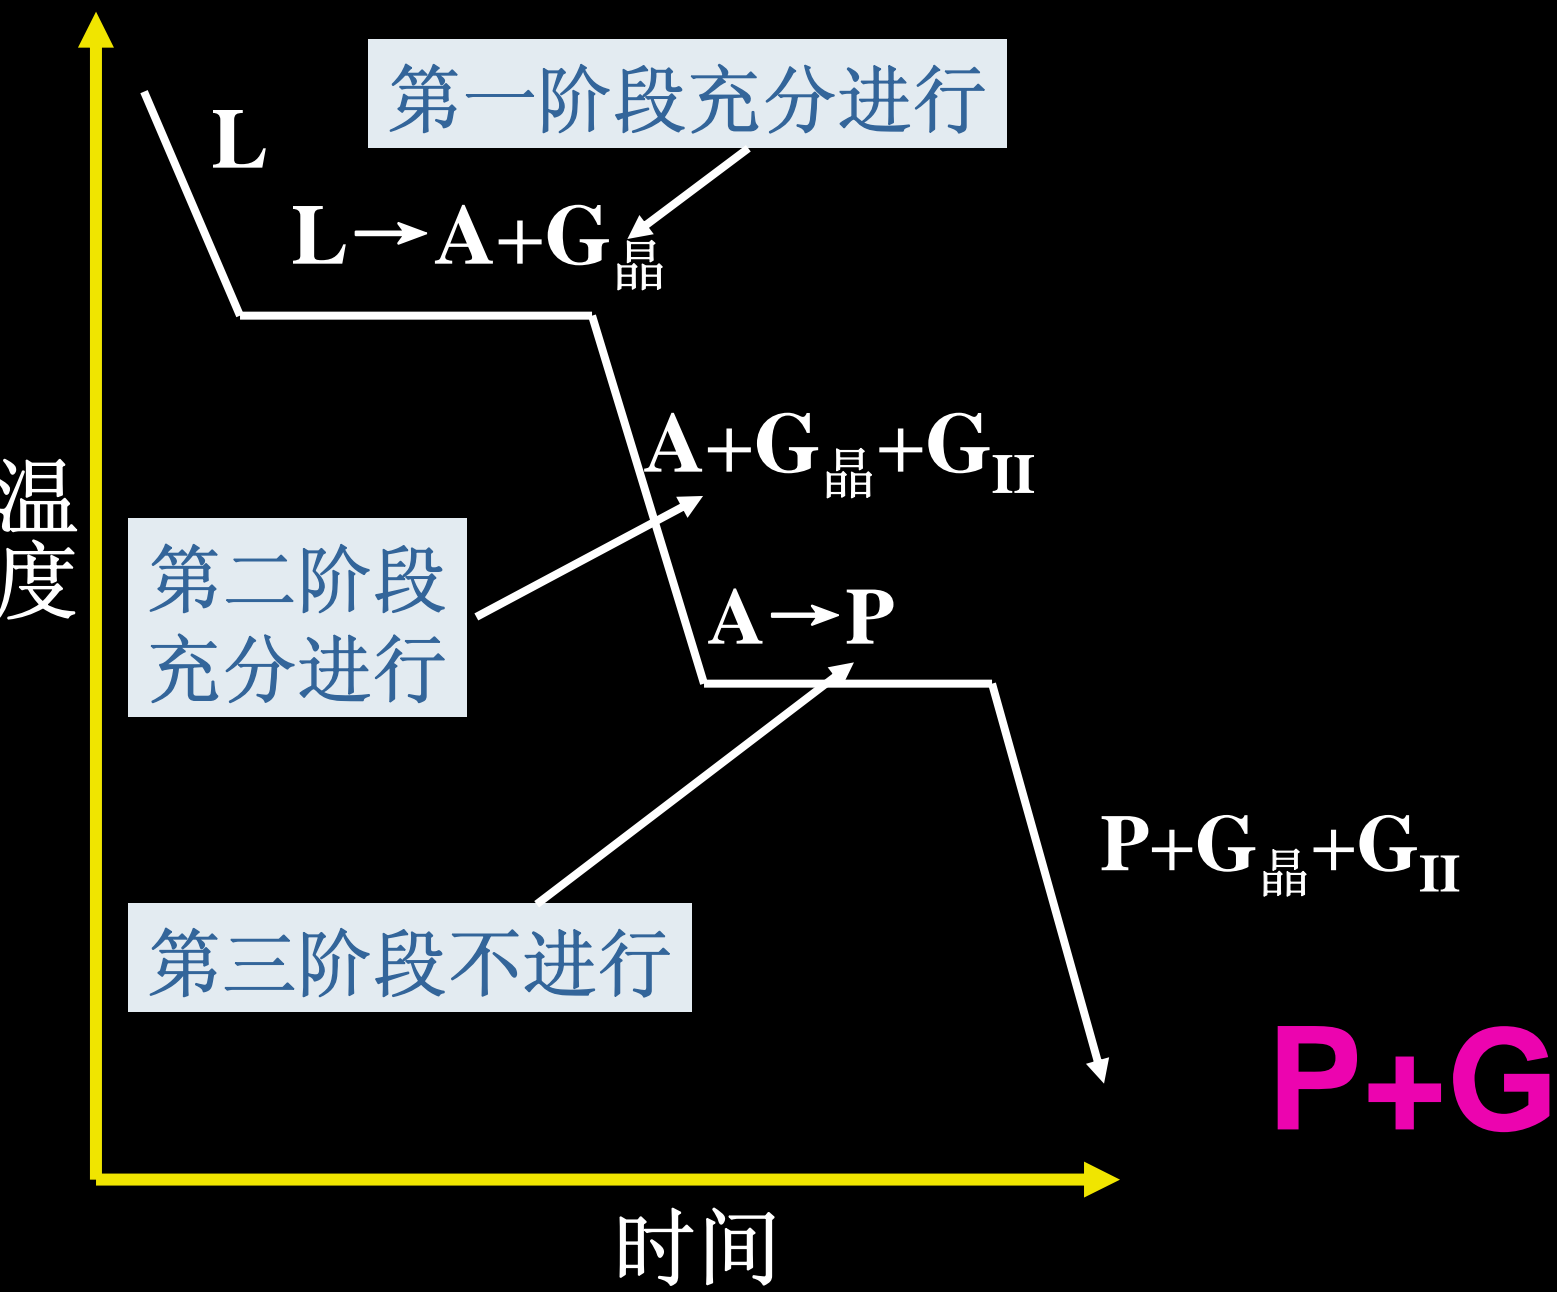 第一阶段充分进行
L
L→A+G晶
A+G晶+GII
温度
第二阶段
充分进行
A→P
P+G晶+GII
第三阶段不进行
P+G
时间